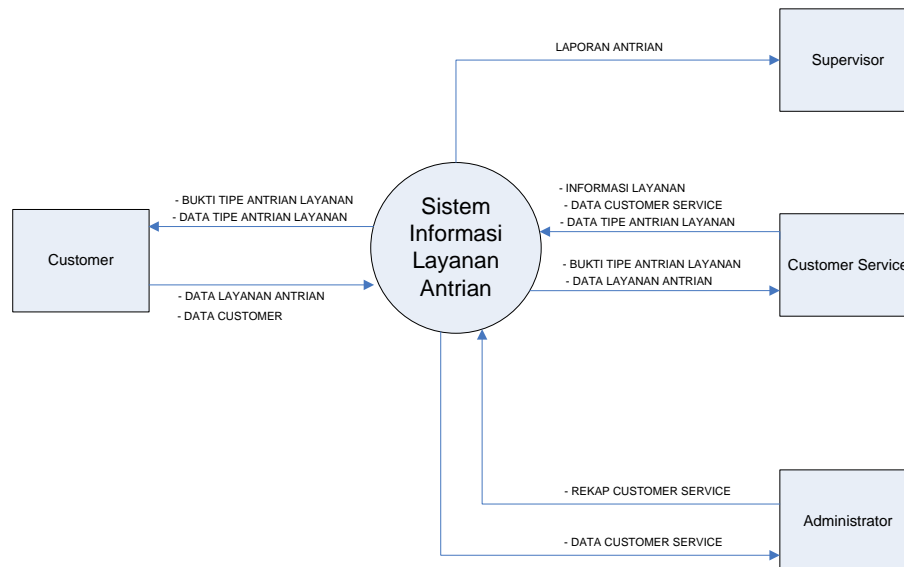 LAPORAN ANTRIAN
Supervisor
- BUKTI TIPE ANTRIAN LAYANAN
- DATA TIPE ANTRIAN LAYANAN
Customer
- DATA LAYANAN ANTRIAN
- DATA CUSTOMER
Sistem
Informasi
Layanan
Antrian
- INFORMASI LAYANAN
- DATA CUSTOMER SERVICE
- DATA TIPE ANTRIAN LAYANAN
Customer Service
- BUKTI TIPE ANTRIAN LAYANAN
- DATA LAYANAN ANTRIAN
- REKAP CUSTOMER SERVICE
Administrator
- DATA CUSTOMER SERVICE